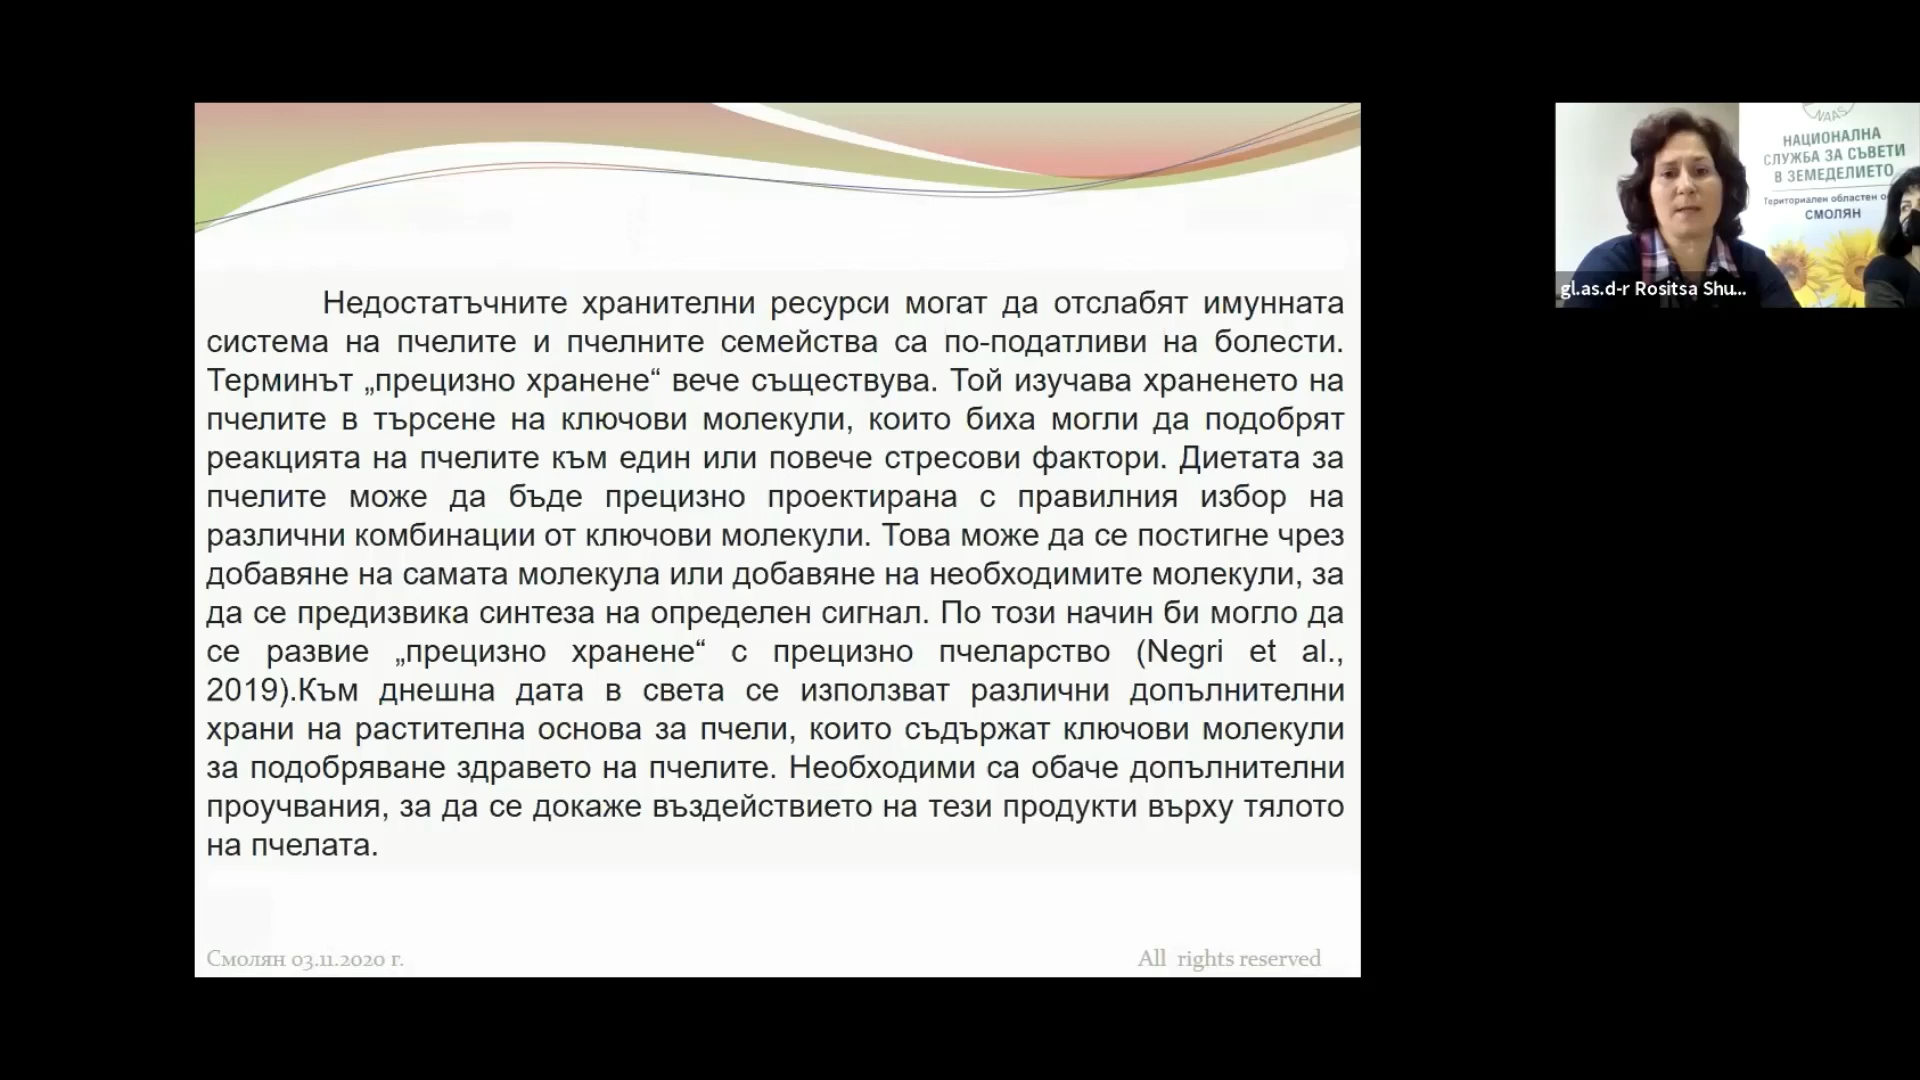 Недостатъчните хранителни ресурси могат да отслабят имунната
система на пчелите и пчелните семейства са по-податливи на болести.
Терминът „прецизно хранене“ вече съществува. Той изучава храненето на
пчелите в търсене на ключови молекули, които биха могли да подобрят
реакцията на пчелите към един или повече стресови фактори. Диетата за
пчелите може да бъде прецизно проектирана с правилния избор на
различни комбинации от ключови молекули. Това може да се постигне чрез
добавяне на самата молекула или добавяне на необходимите молекули, за
да се предизвика синтеза на определен сигнал. По този начин би могло да
се развие „прецизно хранене“ с прецизно пчеларство (Negri et al.,
2019).Към днешна дата в света се използват различни допълнителни
храни на растителна основа за пчели, които съдържат ключови молекули
за подобряване здравето на пчелите. Необходими са обаче допълнителни
проучвания, за да се докаже въздействието на тези продукти върху тялото
на пчелата.
Смолян 03.11.2020 г.
All rights reserved
NAAS
НАЦИОНАЛНА
СЛУЖБА ЗА СЪВЕТИ
В ЗЕМЕДЕЛИЕТО
Териториален областен о
СМОЛЯН
gl.as.d-r Rositsa Shu...